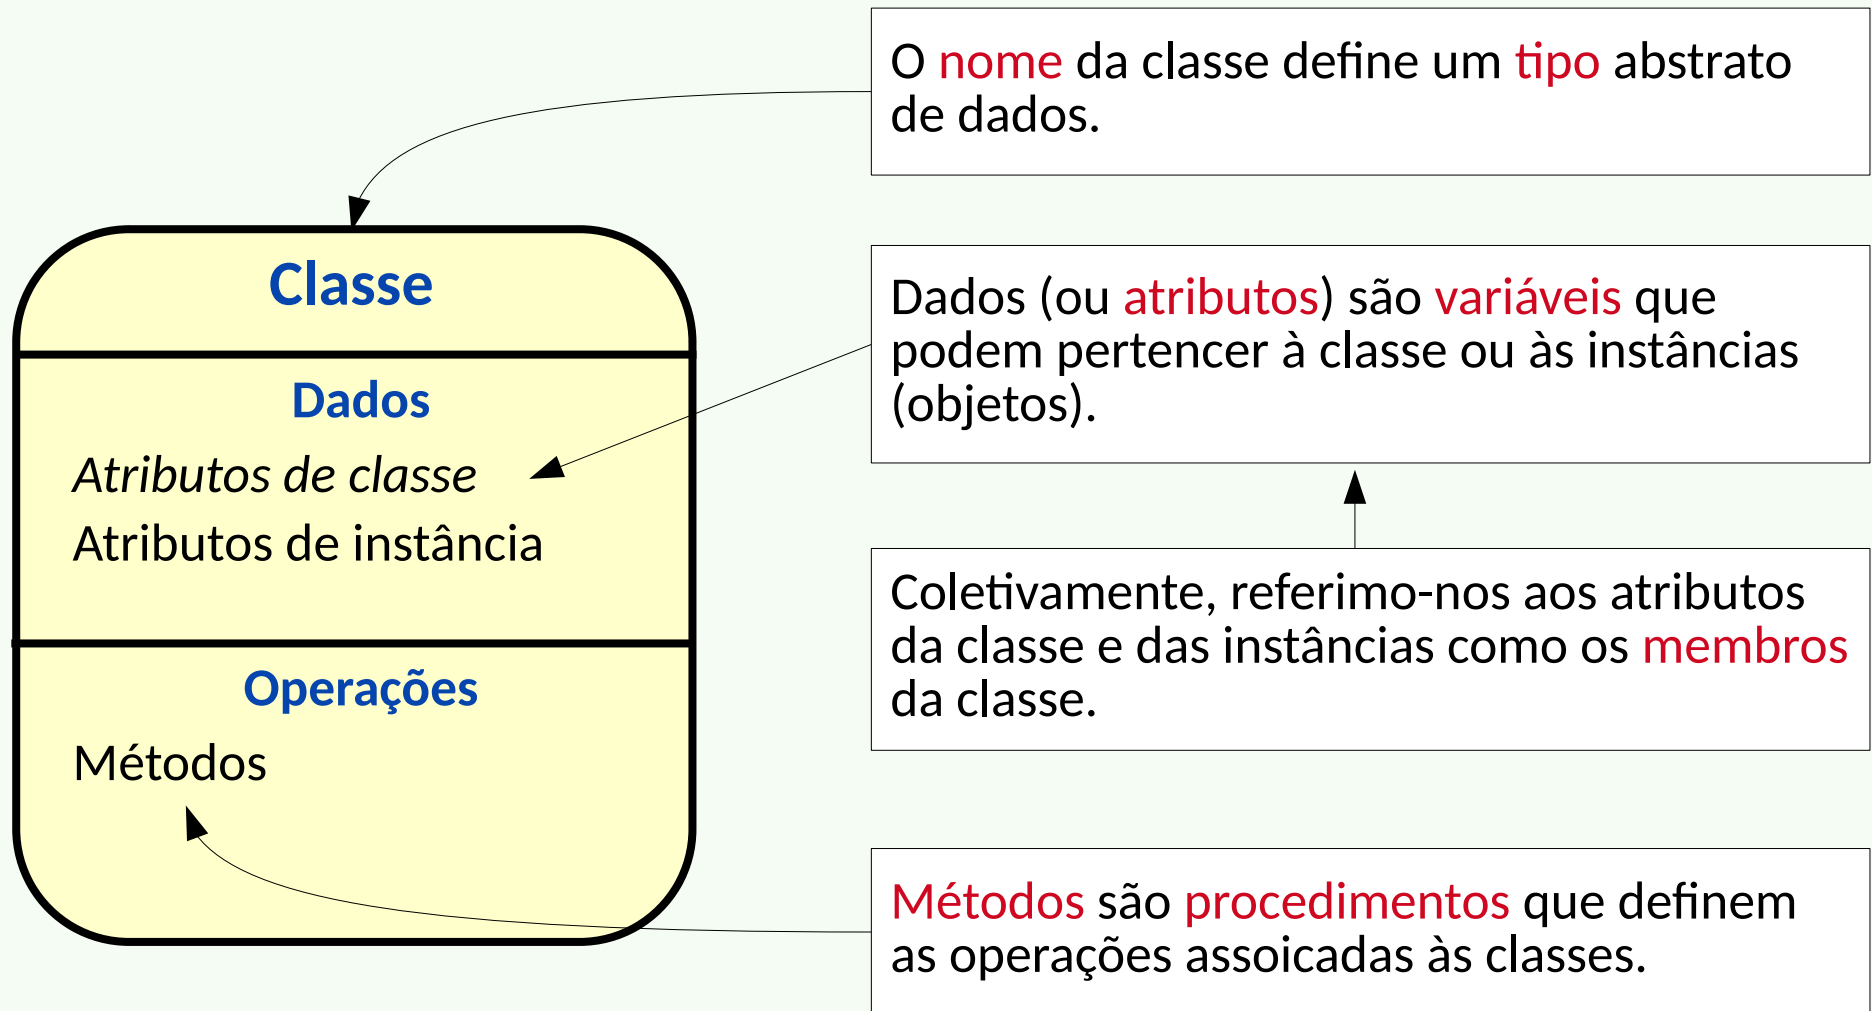 O nome da classe define um tipo abstrato
de dados.
Classe
Dados (ou atributos) são variáveis que
podem pertencer à classe ou às instâncias
(objetos).
Dados
Atributos de classe
Atributos de instância
Coletivamente, referimo-nos aos atributos
da classe e das instâncias como os membros
da classe.
Operações
Métodos
Métodos são procedimentos que definem
as operações assoicadas às classes.